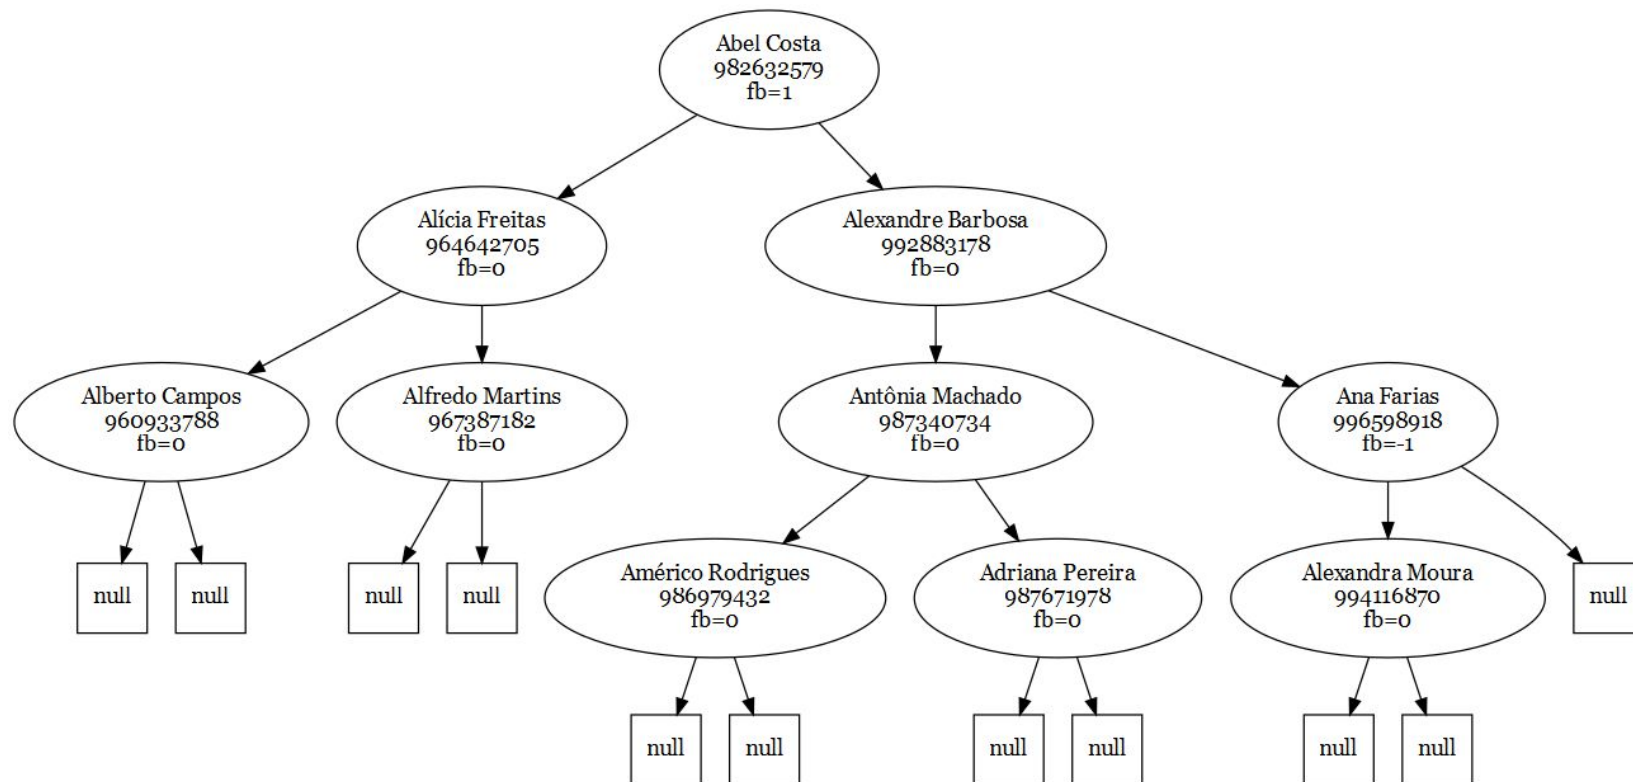 Abel Costa
982632579
fb=1
Alícia Freitas
964642705
fb=0
Alexandre Barbosa
992883178
fb=0
Alberto Campos
960933788
fb=0
Alfredo Martins
967387182
fb=0
Antônia Machado
987340734
fb=0
Ana Farias
996598918
fb=-1
null
null
null
null
Américo Rodrigues
986979432
fb=0
Adriana Pereira
987671978
fb=0
Alexandra Moura
994116870
fb=0
null
null
null
null
null
null
null